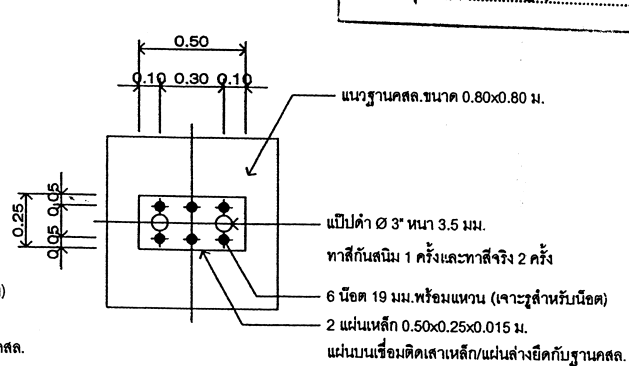 0.50
0.10 0.30 0.10
แนวฐานคสล.ขนาด 0.80x0.80 ม.
0.05
0.25
0.05
แป๊ปดำ Ø 3" หนา 3.5 มม.
ทาสีกันสนิม 1 ครั้งและทาสีจริง 2 ครั้ง
6 น๊อต 19 มม.พร้อมแหวน (เจาะรูสำหรับน๊อต)
2 แผ่นเหล็ก 0.50x0.25x0.015 ม.
คสล.
แผ่นบนเชื่อมติดเสาเหล็ก/แผ่นล่างยึดกับฐานคสล.